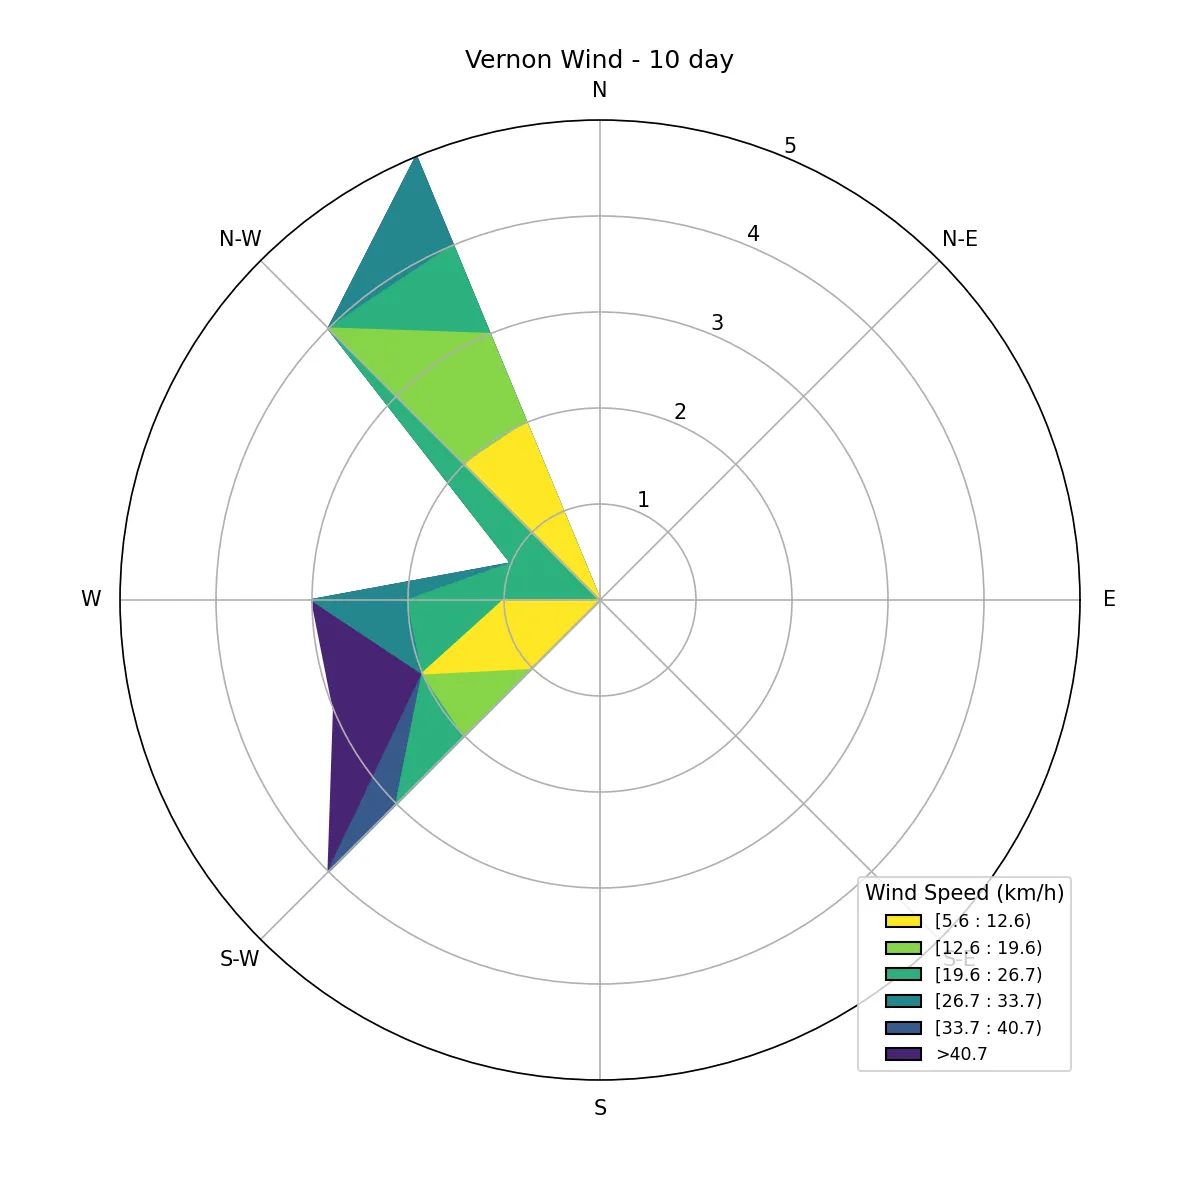 Vernon Wind - 10 day
N
5
N-W
N-E
4
3
2
1
W
E
S-W
S-E
S
Wind Speed (km/h)
[5.6 : 12.6)
[12.6 : 19.6)
[19.6 : 26.7)
[26.7 : 33.7)
[33.7 : 40.7)
>40.7